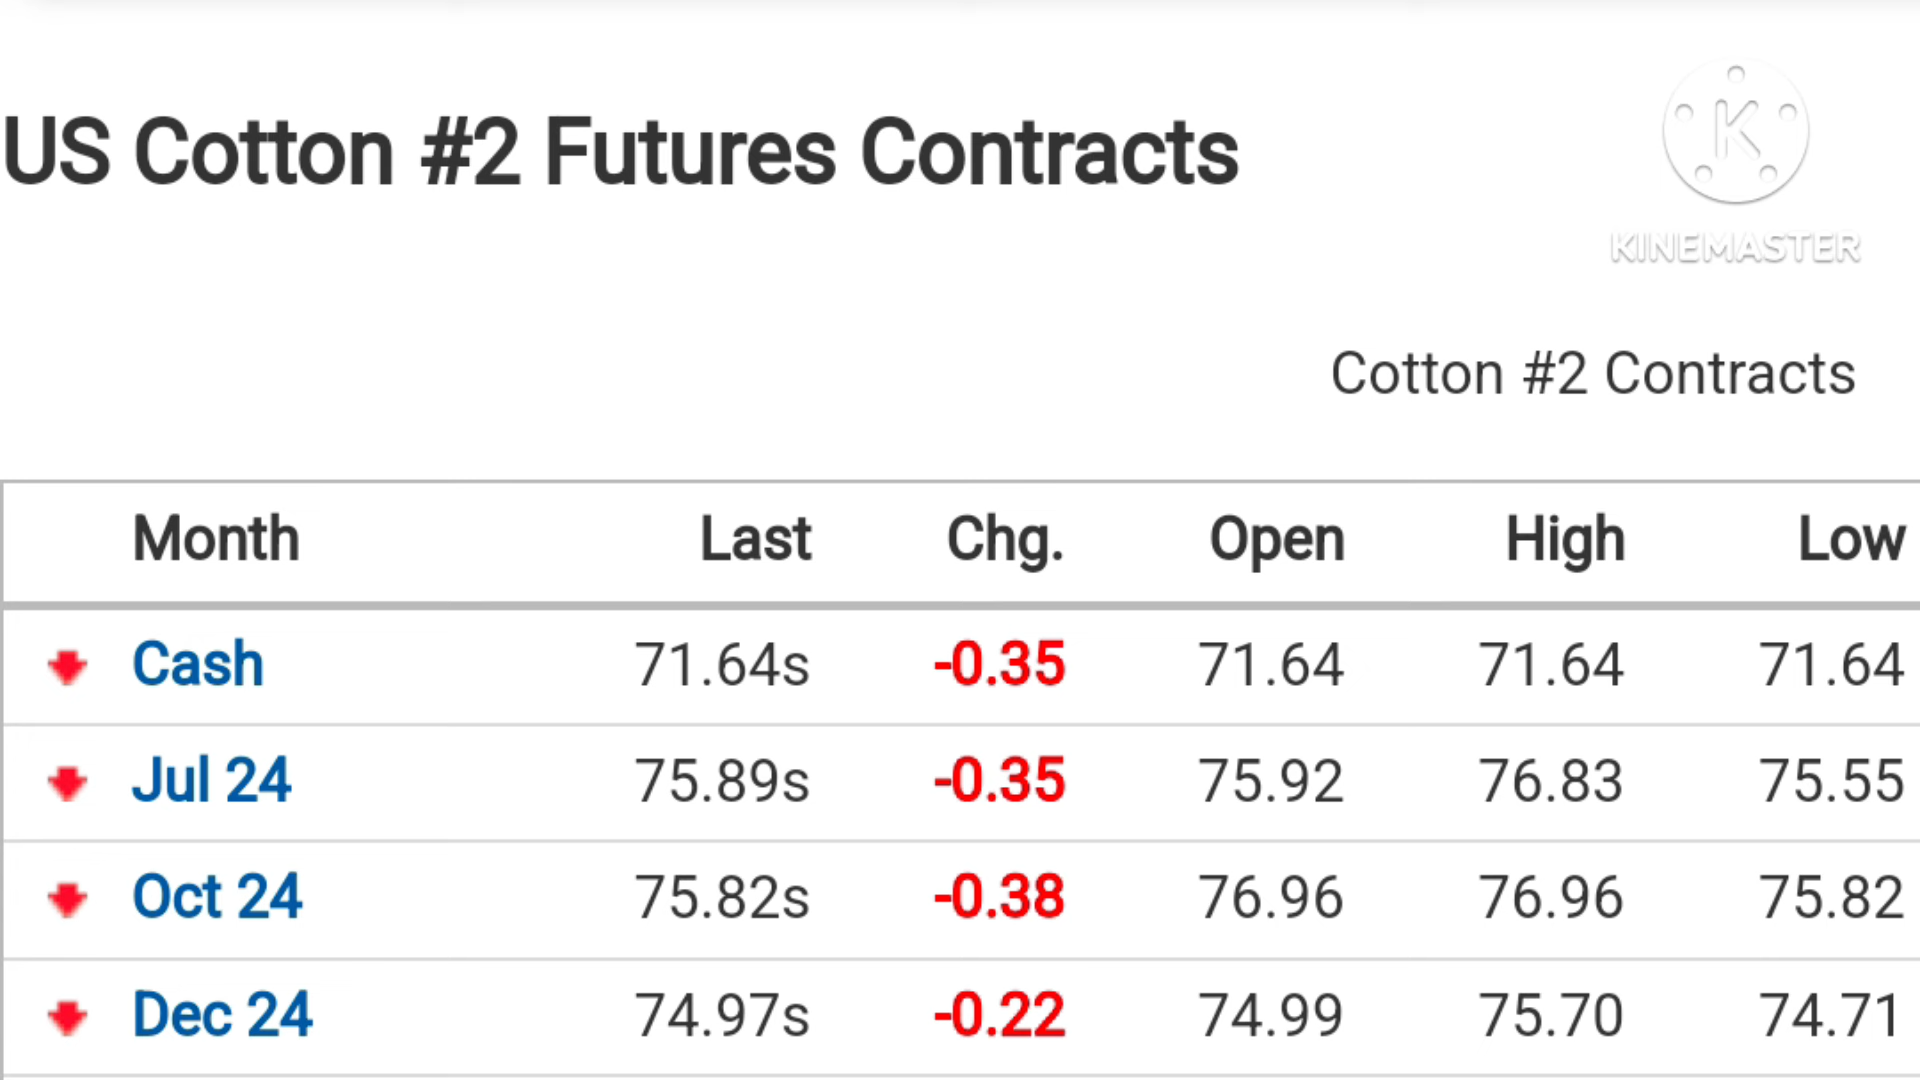 US Cotton #2 Futures Contracts
K
KINEMASTER
Cotton #2 Contracts
Month Last Chg. Open High Low
Cash 71.64s -0.35 71.64 71.64 71.64
Jul 24 75.89s -0.35 75.92 76.83 75.55
Oct 24 75.82s -0.38 76.96 76.96 75.82
Dec 24 74.97s -0.22 74.99 75.70 74.71